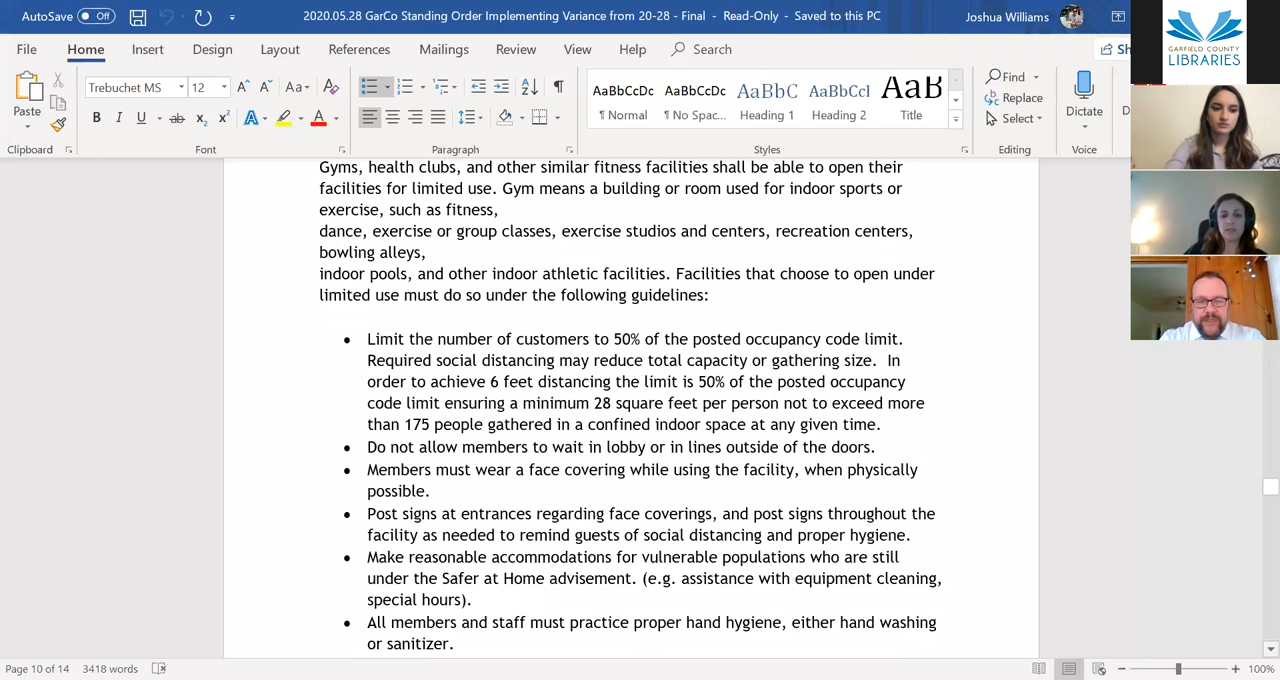 AutoSave Off
2020.05.28 GarCo Standing Order Implementing Variance from 20-28 - Final - Read-Only - Saved to this PC
Joshua Williams
File Home Insert Design Layout References Mailings Review View Help Search
Sh
GARFIELD COUNTY
LIBRARIES
Paste
Clipboard
Trebuchet MS 12
Aa
B I U ab x₂ x² A A
Font
Paragraph
AaBbCcDc AaBbCcDc AaBbC AaBbCcI AaB
¶ Normal ¶ No Spac... Heading 1 Heading 2 Title
Styles
Find
Replace
Select
Editing
Dictate
Voice
D
Gyms, health clubs, and other similar fitness facilities shall be able to open their
facilities for limited use. Gym means a building or room used for indoor sports or
exercise, such as fitness,
dance, exercise or group classes, exercise studios and centers, recreation centers,
bowling alleys,
indoor pools, and other indoor athletic facilities. Facilities that choose to open under
limited use must do so under the following guidelines:
• Limit the number of customers to 50% of the posted occupancy code limit.
Required social distancing may reduce total capacity or gathering size. In
order to achieve 6 feet distancing the limit is 50% of the posted occupancy
code limit ensuring a minimum 28 square feet per person not to exceed more
than 175 people gathered in a confined indoor space at any given time.
• Do not allow members to wait in lobby or in lines outside of the doors.
• Members must wear a face covering while using the facility, when physically
possible.
• Post signs at entrances regarding face coverings, and post signs throughout the
facility as needed to remind guests of social distancing and proper hygiene.
• Make reasonable accommodations for vulnerable populations who are still
under the Safer at Home advisement. (e.g. assistance with equipment cleaning,
special hours).
• All members and staff must practice proper hand hygiene, either hand washing
or sanitizer.
Page 10 of 14 3418 words
100%